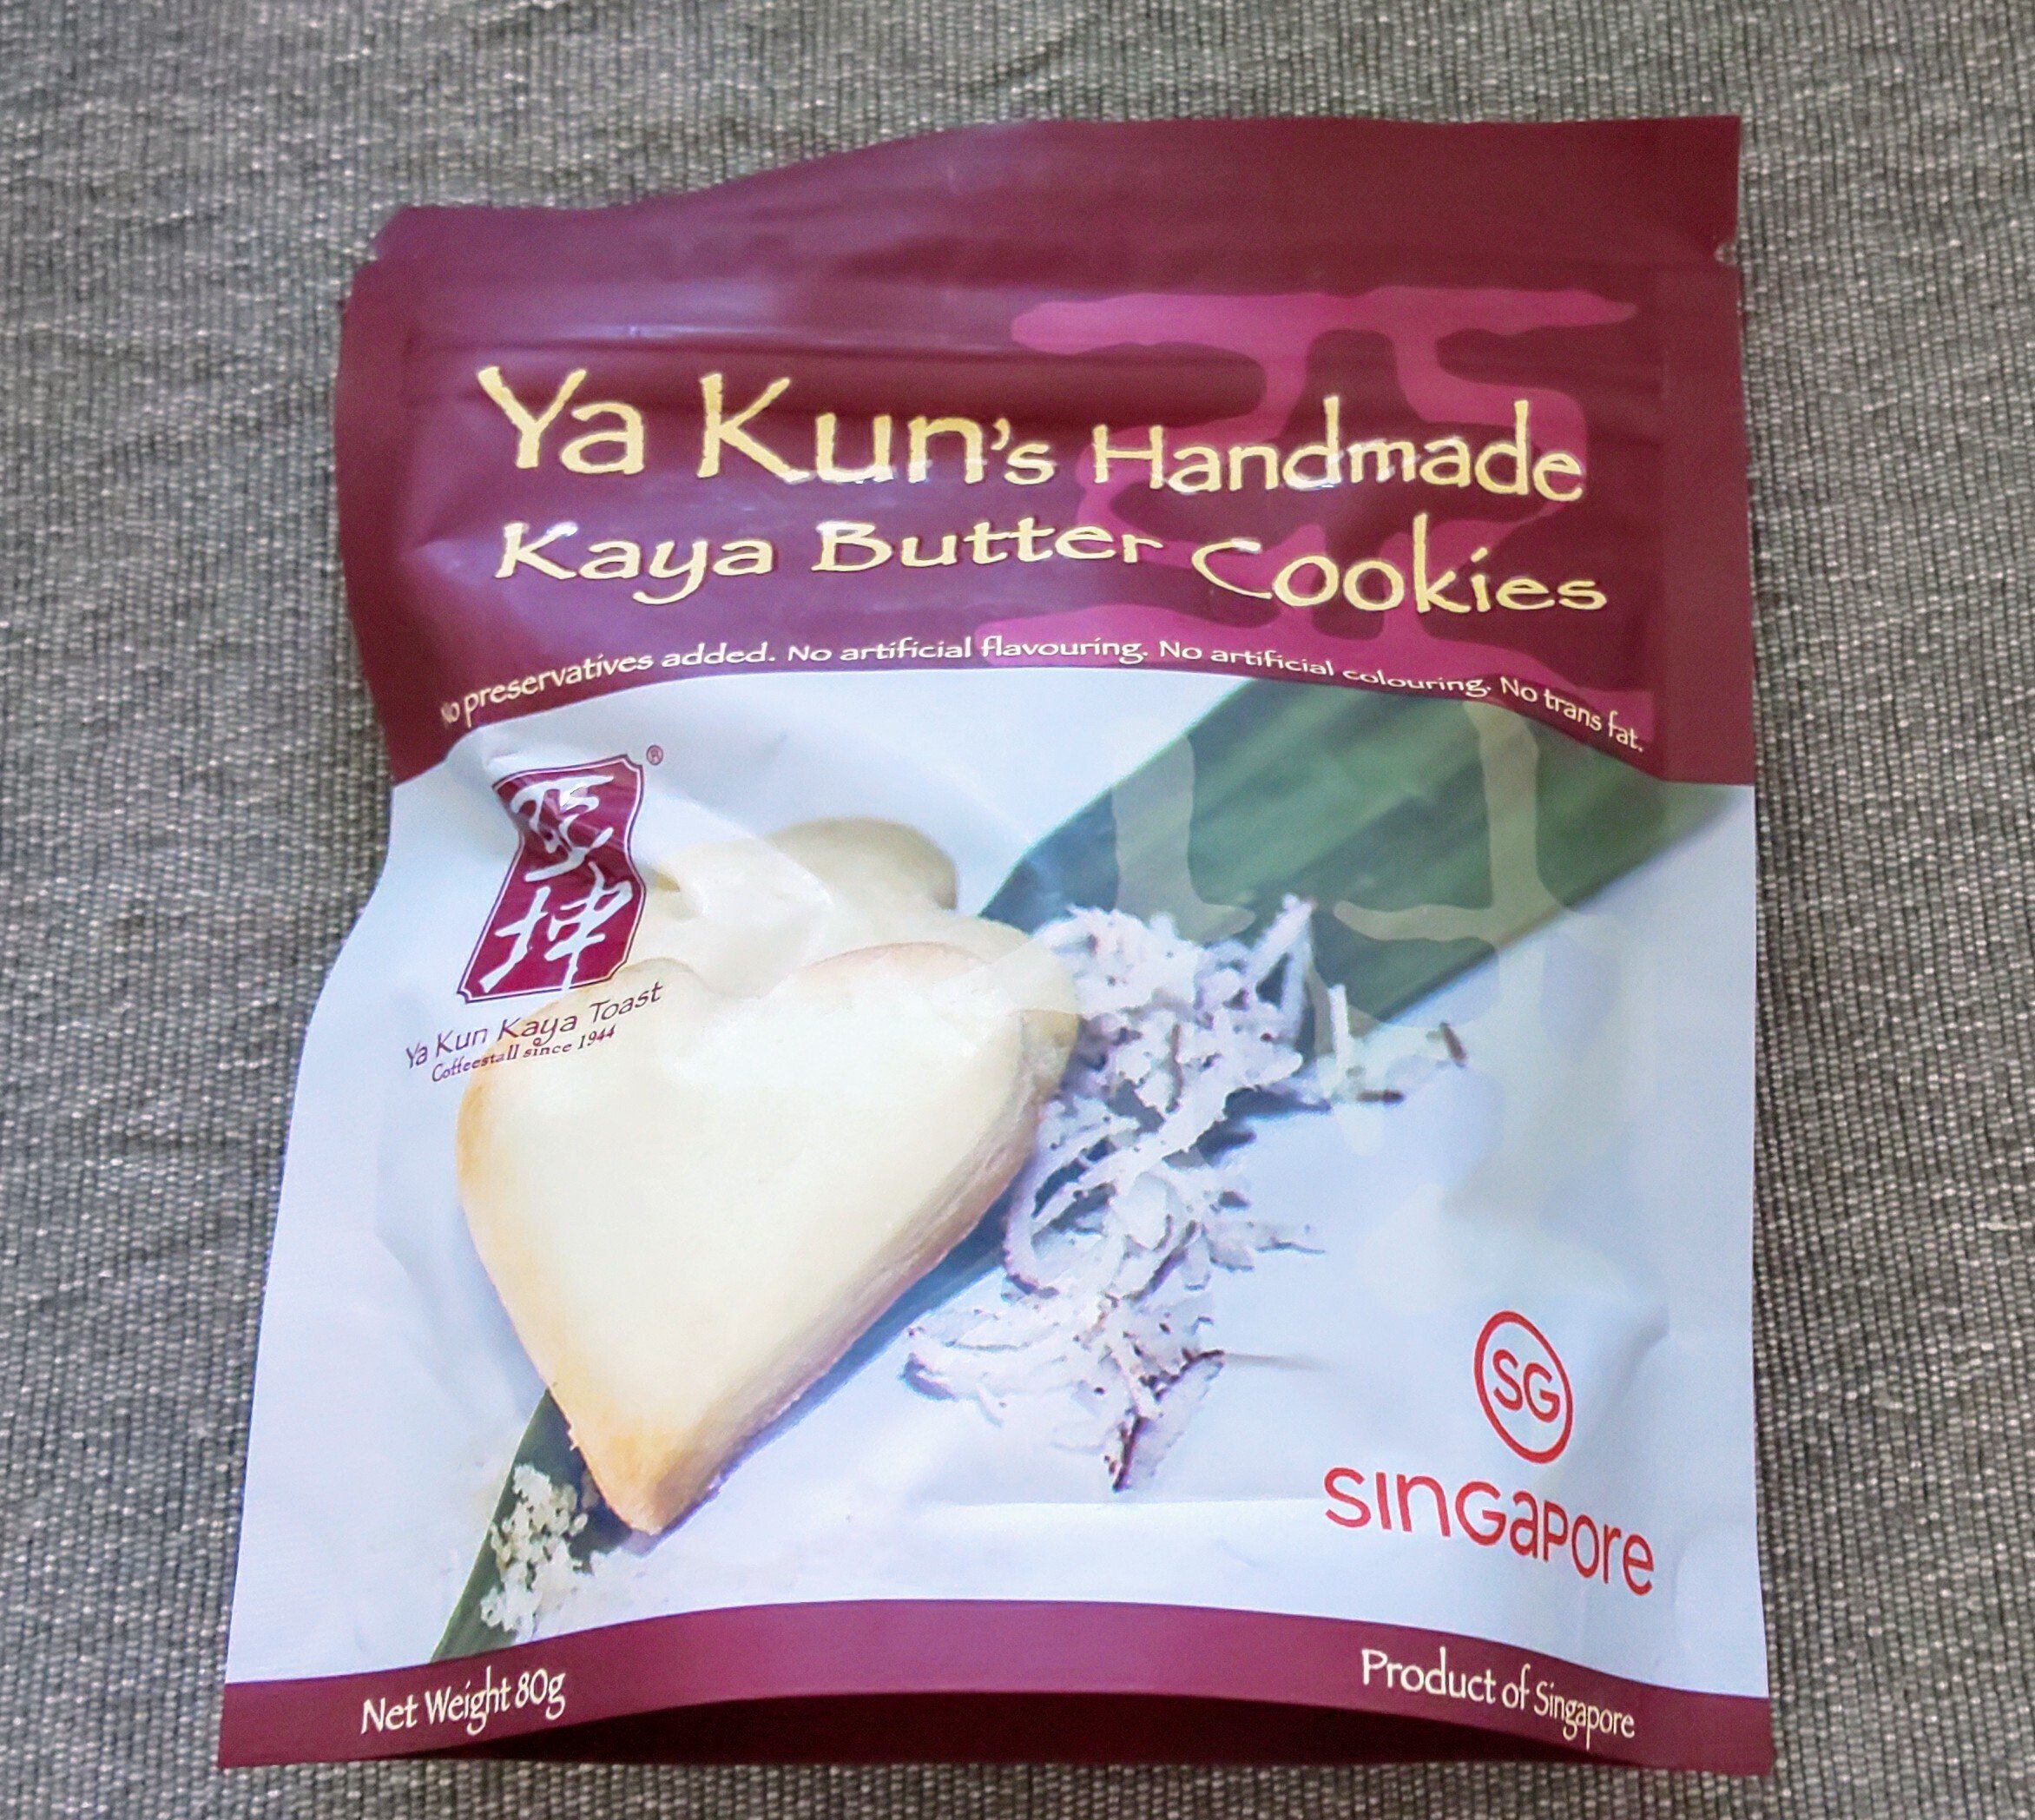 Ya Kun's Handmade
Kaya Butter Cookies
No preservatives added. No artificial flavouring. No artificial colouring. No trans fat.
亚坤
®
Ya Kun Kaya Toast
Coffeestall since 1944
SG
SINGAPORE
Net Weight 80g
Product of Singapore